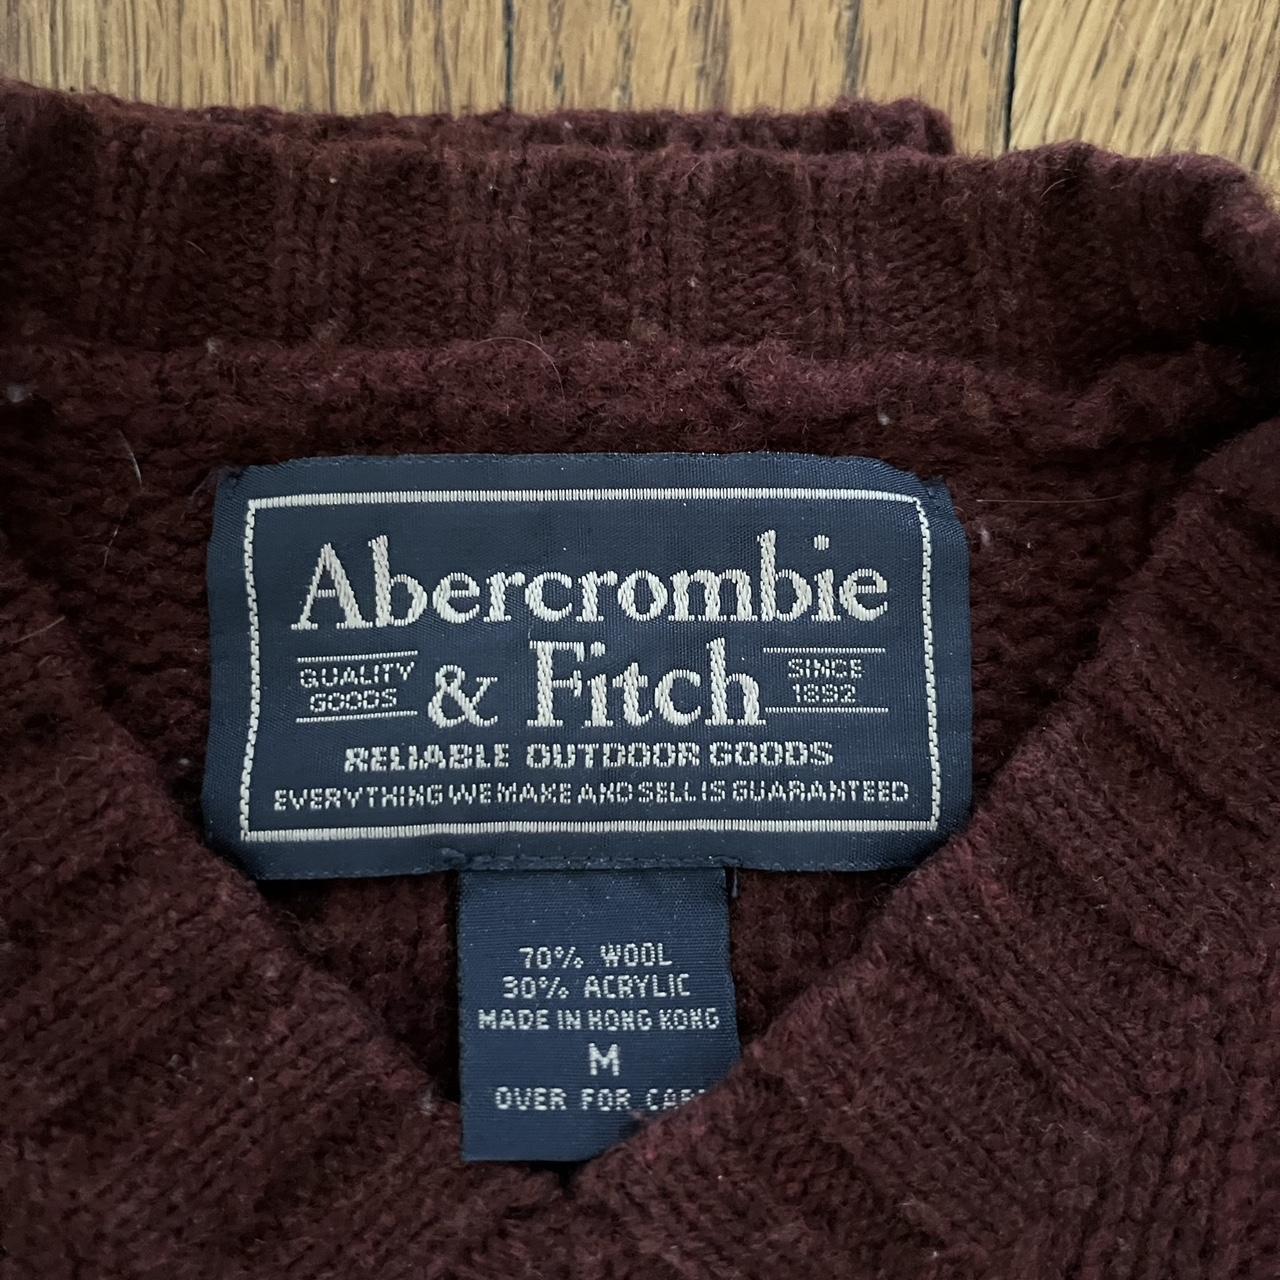 Abercrombie
& Fitch
QUALITY
GOODS
SINCE
1892
RELIABLE OUTDOOR GOODS
EVERYTHING WE MAKE AND SELL IS GUARANTEED
70% WOOL
30% ACRYLIC
MADE IN HONG KONG
M
OVER FOR